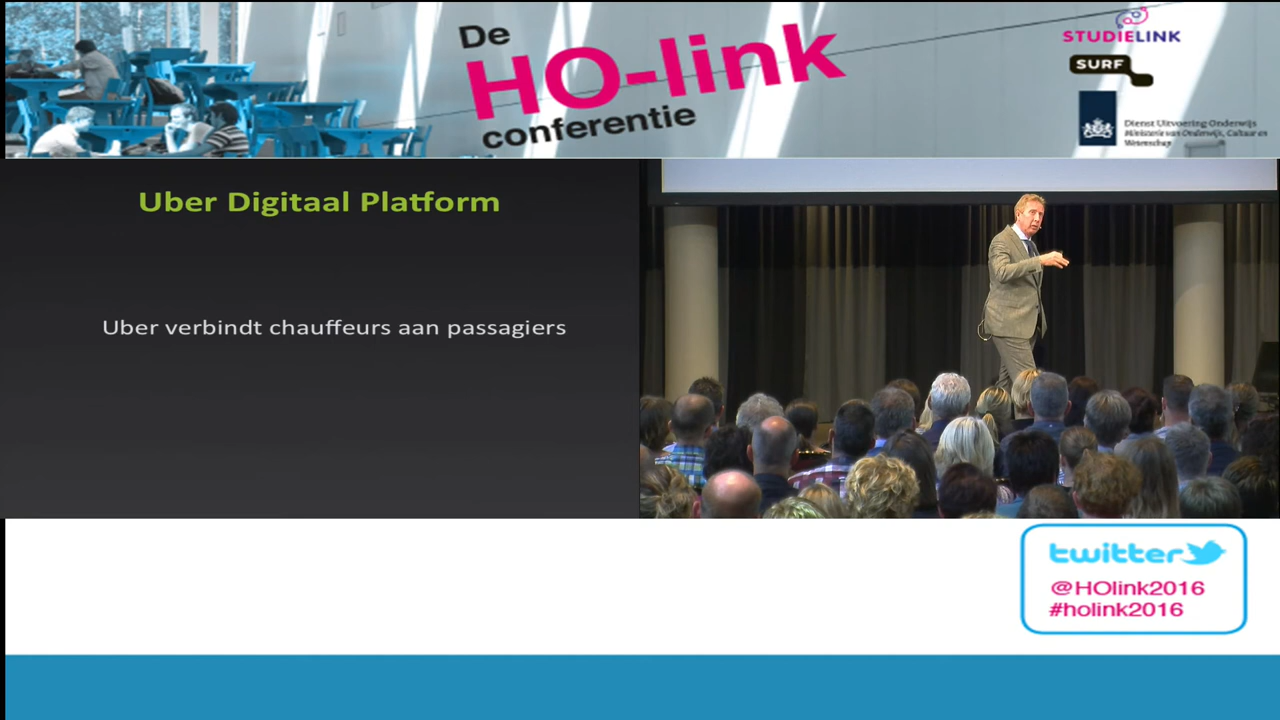 De
HO-link
conferentie
STUDIELINK
SURF
Dienst Uitvoering Onderwijs
Ministerie van Onderwijs, Cultuur en
Wetenschap
Uber Digitaal Platform
Uber verbindt chauffeurs aan passagiers
twitter
@HOlink2016
#holink2016